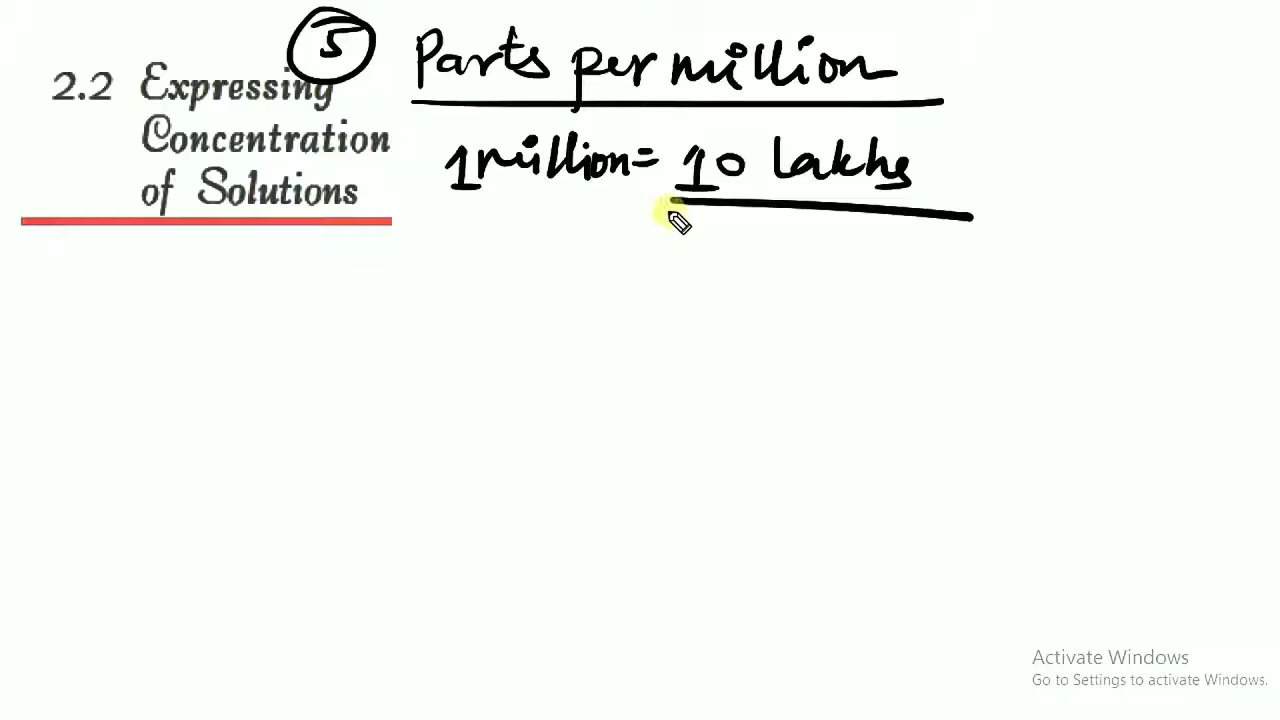 5 Parts per million
2.2 Expressing
Concentration
of Solutions
1 million = 10 lakhs
Activate Windows
Go to Settings to activate Windows.